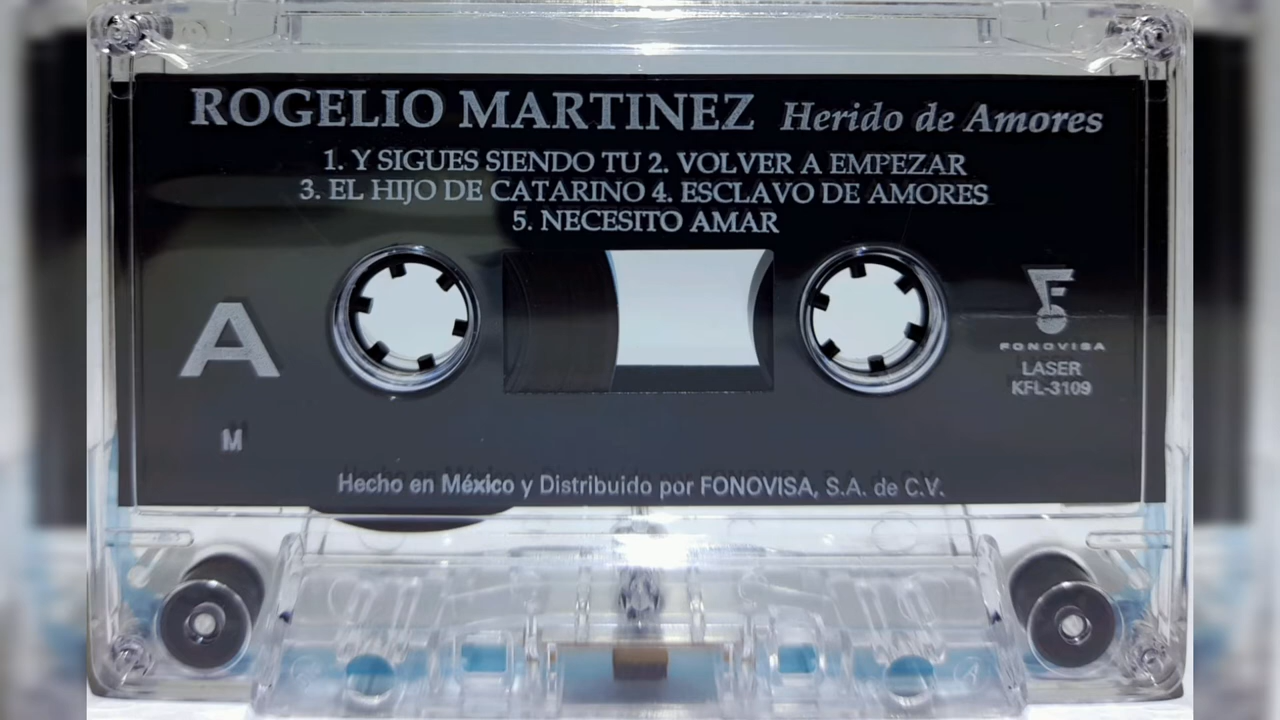 ROGELIO MARTINEZ Herido de Amores
1. Y SIGUES SIENDO TU 2. VOLVER A EMPEZAR
3. EL HIJO DE CATARINO 4. ESCLAVO DE AMORES
5. NECESITO AMAR
A
M
FONOVISA
LASER
KFL-3109
Hecho en México y Distribuido por FONOVISA, S.A. de C.V.